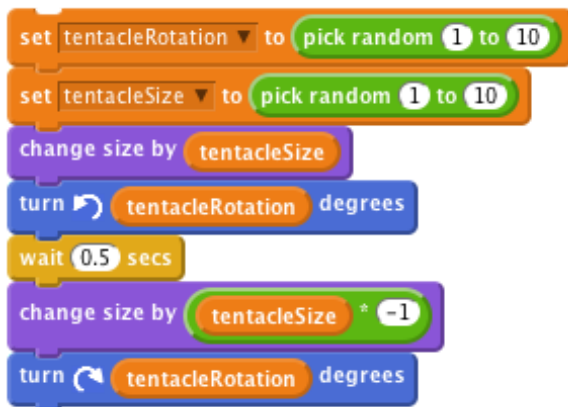 set tentacleRotation to pick random 1 to 10
set tentacleSize to pick random 1 to 10
change size by tentacleSize
turn tentacleRotation degrees
wait 0.5 secs
change size by tentacleSize * -1
turn tentacleRotation degrees